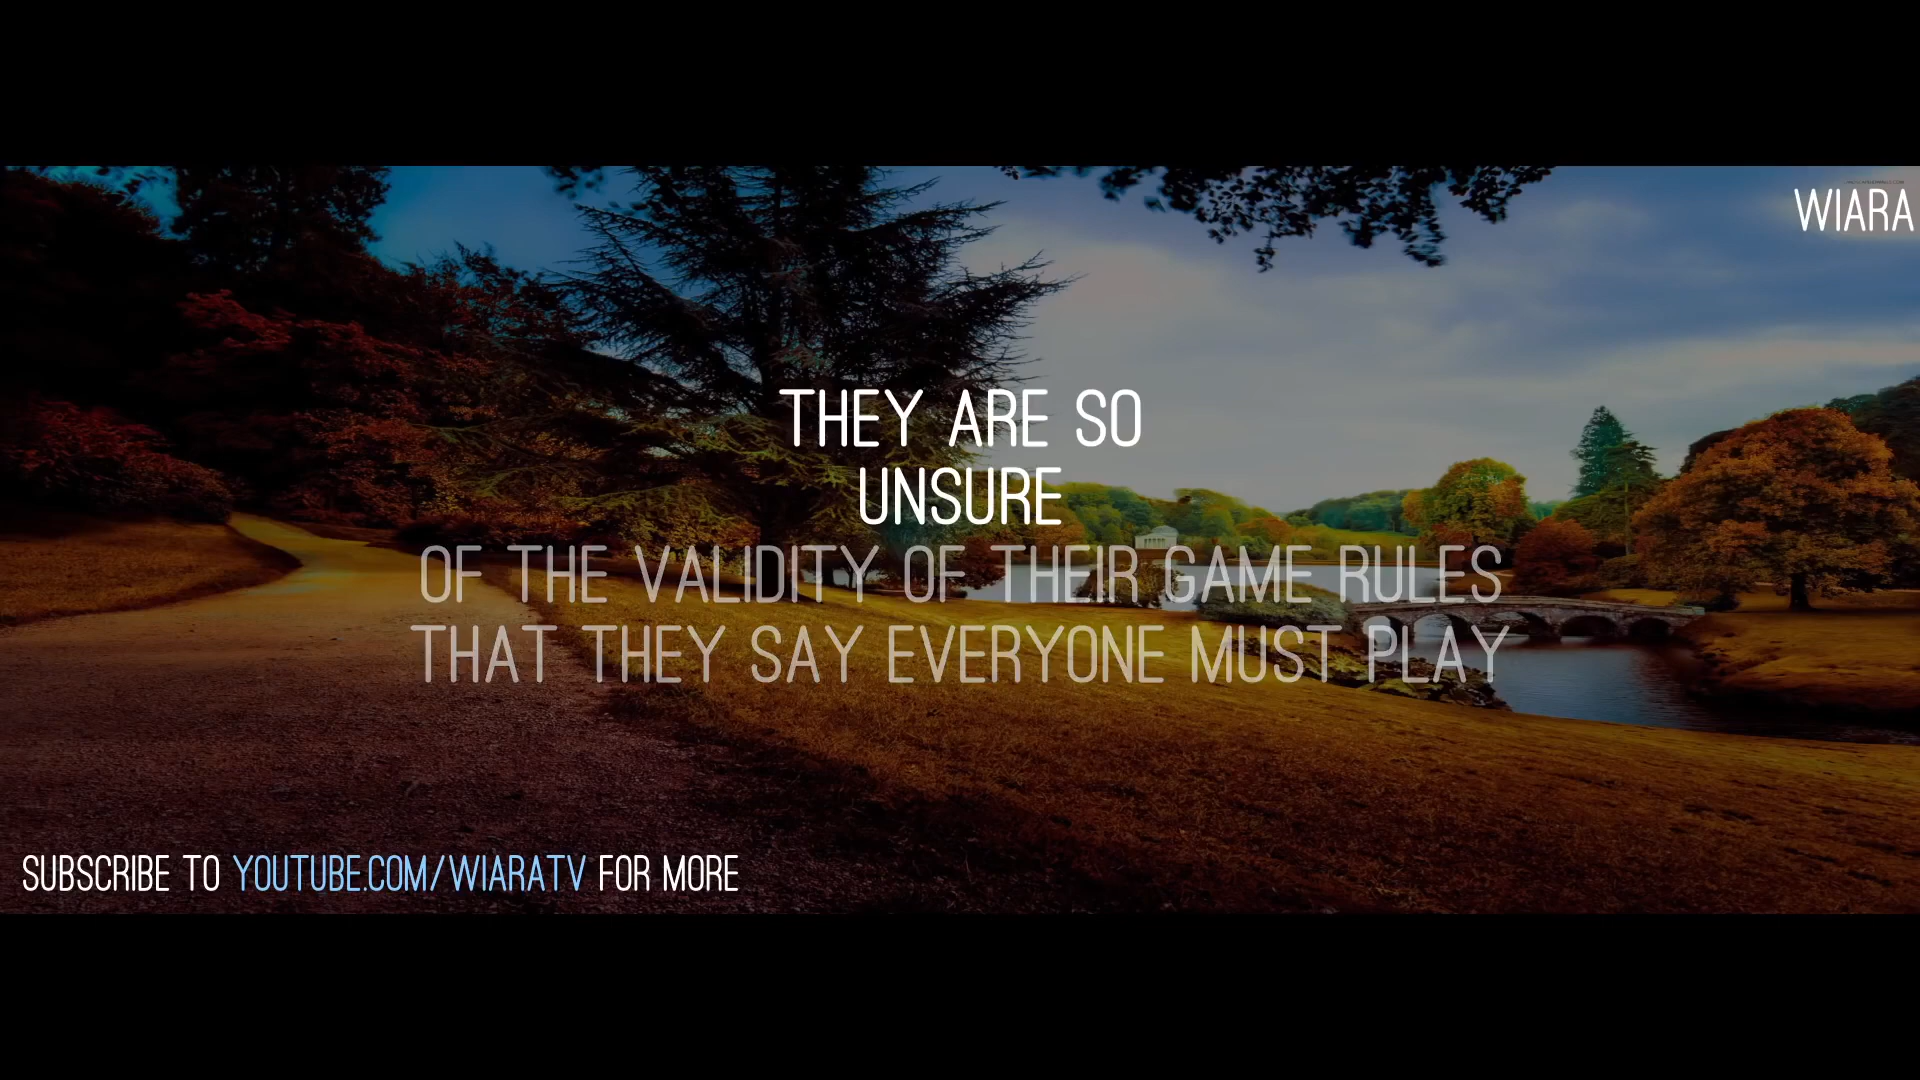 WIARA
THEY ARE SO
UNSURE
OF THE VALIDITY OF THEIR GAME RULES
THAT THEY SAY EVERYONE MUST PLAY
SUBSCRIBE TO YOUTUBE.COM/WIARATV FOR MORE